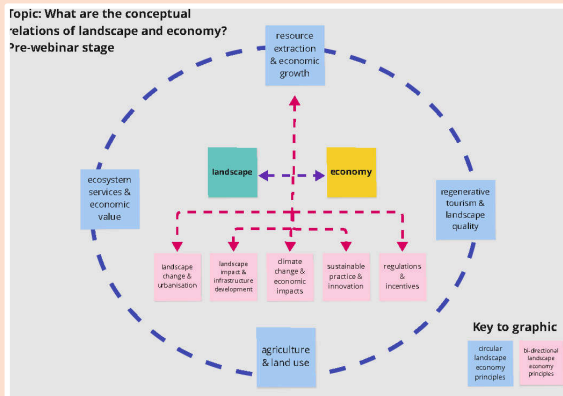 Topic: What are the conceptual
relations of landscape and economy?
Pre-webinar stage
resource
extraction
& economic
growth
landscape
economy
ecosystem
services &
economic
value
regenerative
tourism &
landscape
quality
landscape
change &
urbanisation
landscape
impact &
infrastructure
development
climate
change &
economic
impacts
sustainable
practice &
innovation
regulations
&
incentives
agriculture
& land use
Key to graphic
circular
landscape
economy
principles
bi-directional
landscape
economy
principles